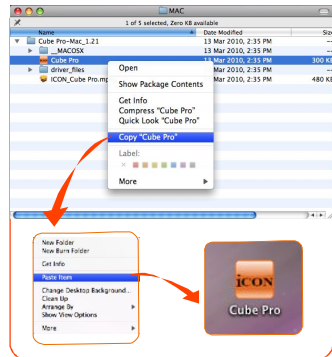 MAC
1 of 5 selected, Zero KB available
Name Date Modified Size
Cube Pro-Mac_1.21 13 Mar 2010, 2:35 PM --
__MACOSX 13 Mar 2010, 2:35 PM --
Cube Pro 13 Mar 2010, 2:35 PM 300 KB
driver_files 13 Mar 2010, 2:35 PM --
ICON_Cube Pro.mp 13 Mar 2010, 2:35 PM 480 KB
Open
Show Package Contents
Get Info
Compress “Cube Pro”
Quick Look “Cube Pro”
Copy “Cube Pro”
Label:
More
New Folder
New Burn Folder
Get Info
Paste Item
Change Desktop Background...
Clean Up
Arrange By
Show View Options
More
iCON
Cube Pro